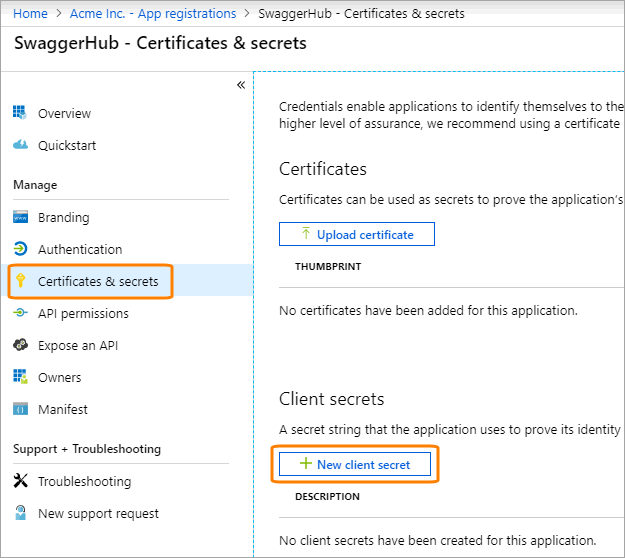 Home > Acme Inc. - App registrations > SwaggerHub - Certificates & secrets
SwaggerHub - Certificates & secrets
«
Overview
Quickstart
Manage
Branding
Authentication
Certificates & secrets
API permissions
Expose an API
Owners
Manifest
Support + Troubleshooting
Troubleshooting
New support request
Credentials enable applications to identify themselves to the
higher level of assurance, we recommend using a certificate
Certificates
Certificates can be used as secrets to prove the application's
Upload certificate
THUMBPRINT
No certificates have been added for this application.
Client secrets
A secret string that the application uses to prove its identity
New client secret
DESCRIPTION
No client secrets have been created for this application.